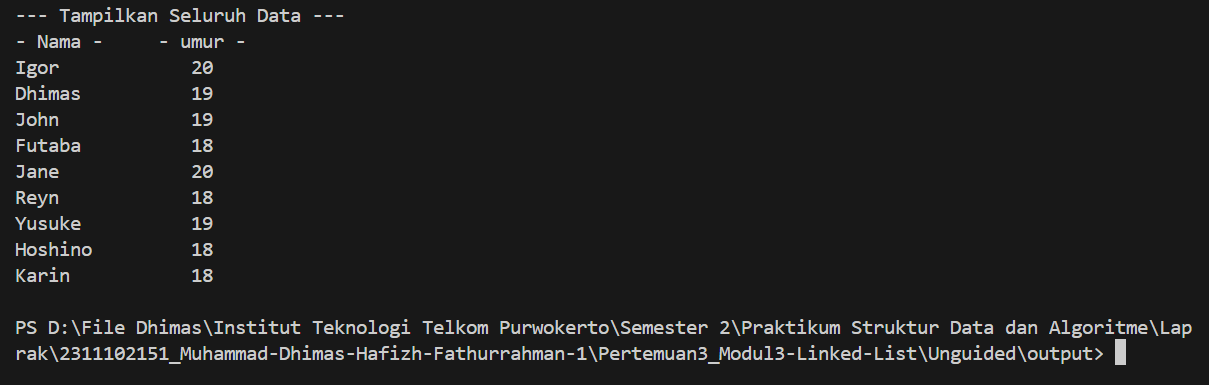 --- Tampilkan Seluruh Data ---
- Nama -     - umur -
Igor            20
Dhimas          19
John            19
Futaba          18
Jane            20
Reyn            18
Yusuke          19
Hoshino         18
Karin           18
PS D:\File Dhimas\Institut Teknologi Telkom Purwokerto\Semester 2\Praktikum Struktur Data dan Algoritme\Lap
rak\2311102151_Muhammad-Dhimas-Hafizh-Fathurrahman-1\Pertemuan3_Modul3-Linked-List\Unguided\output>